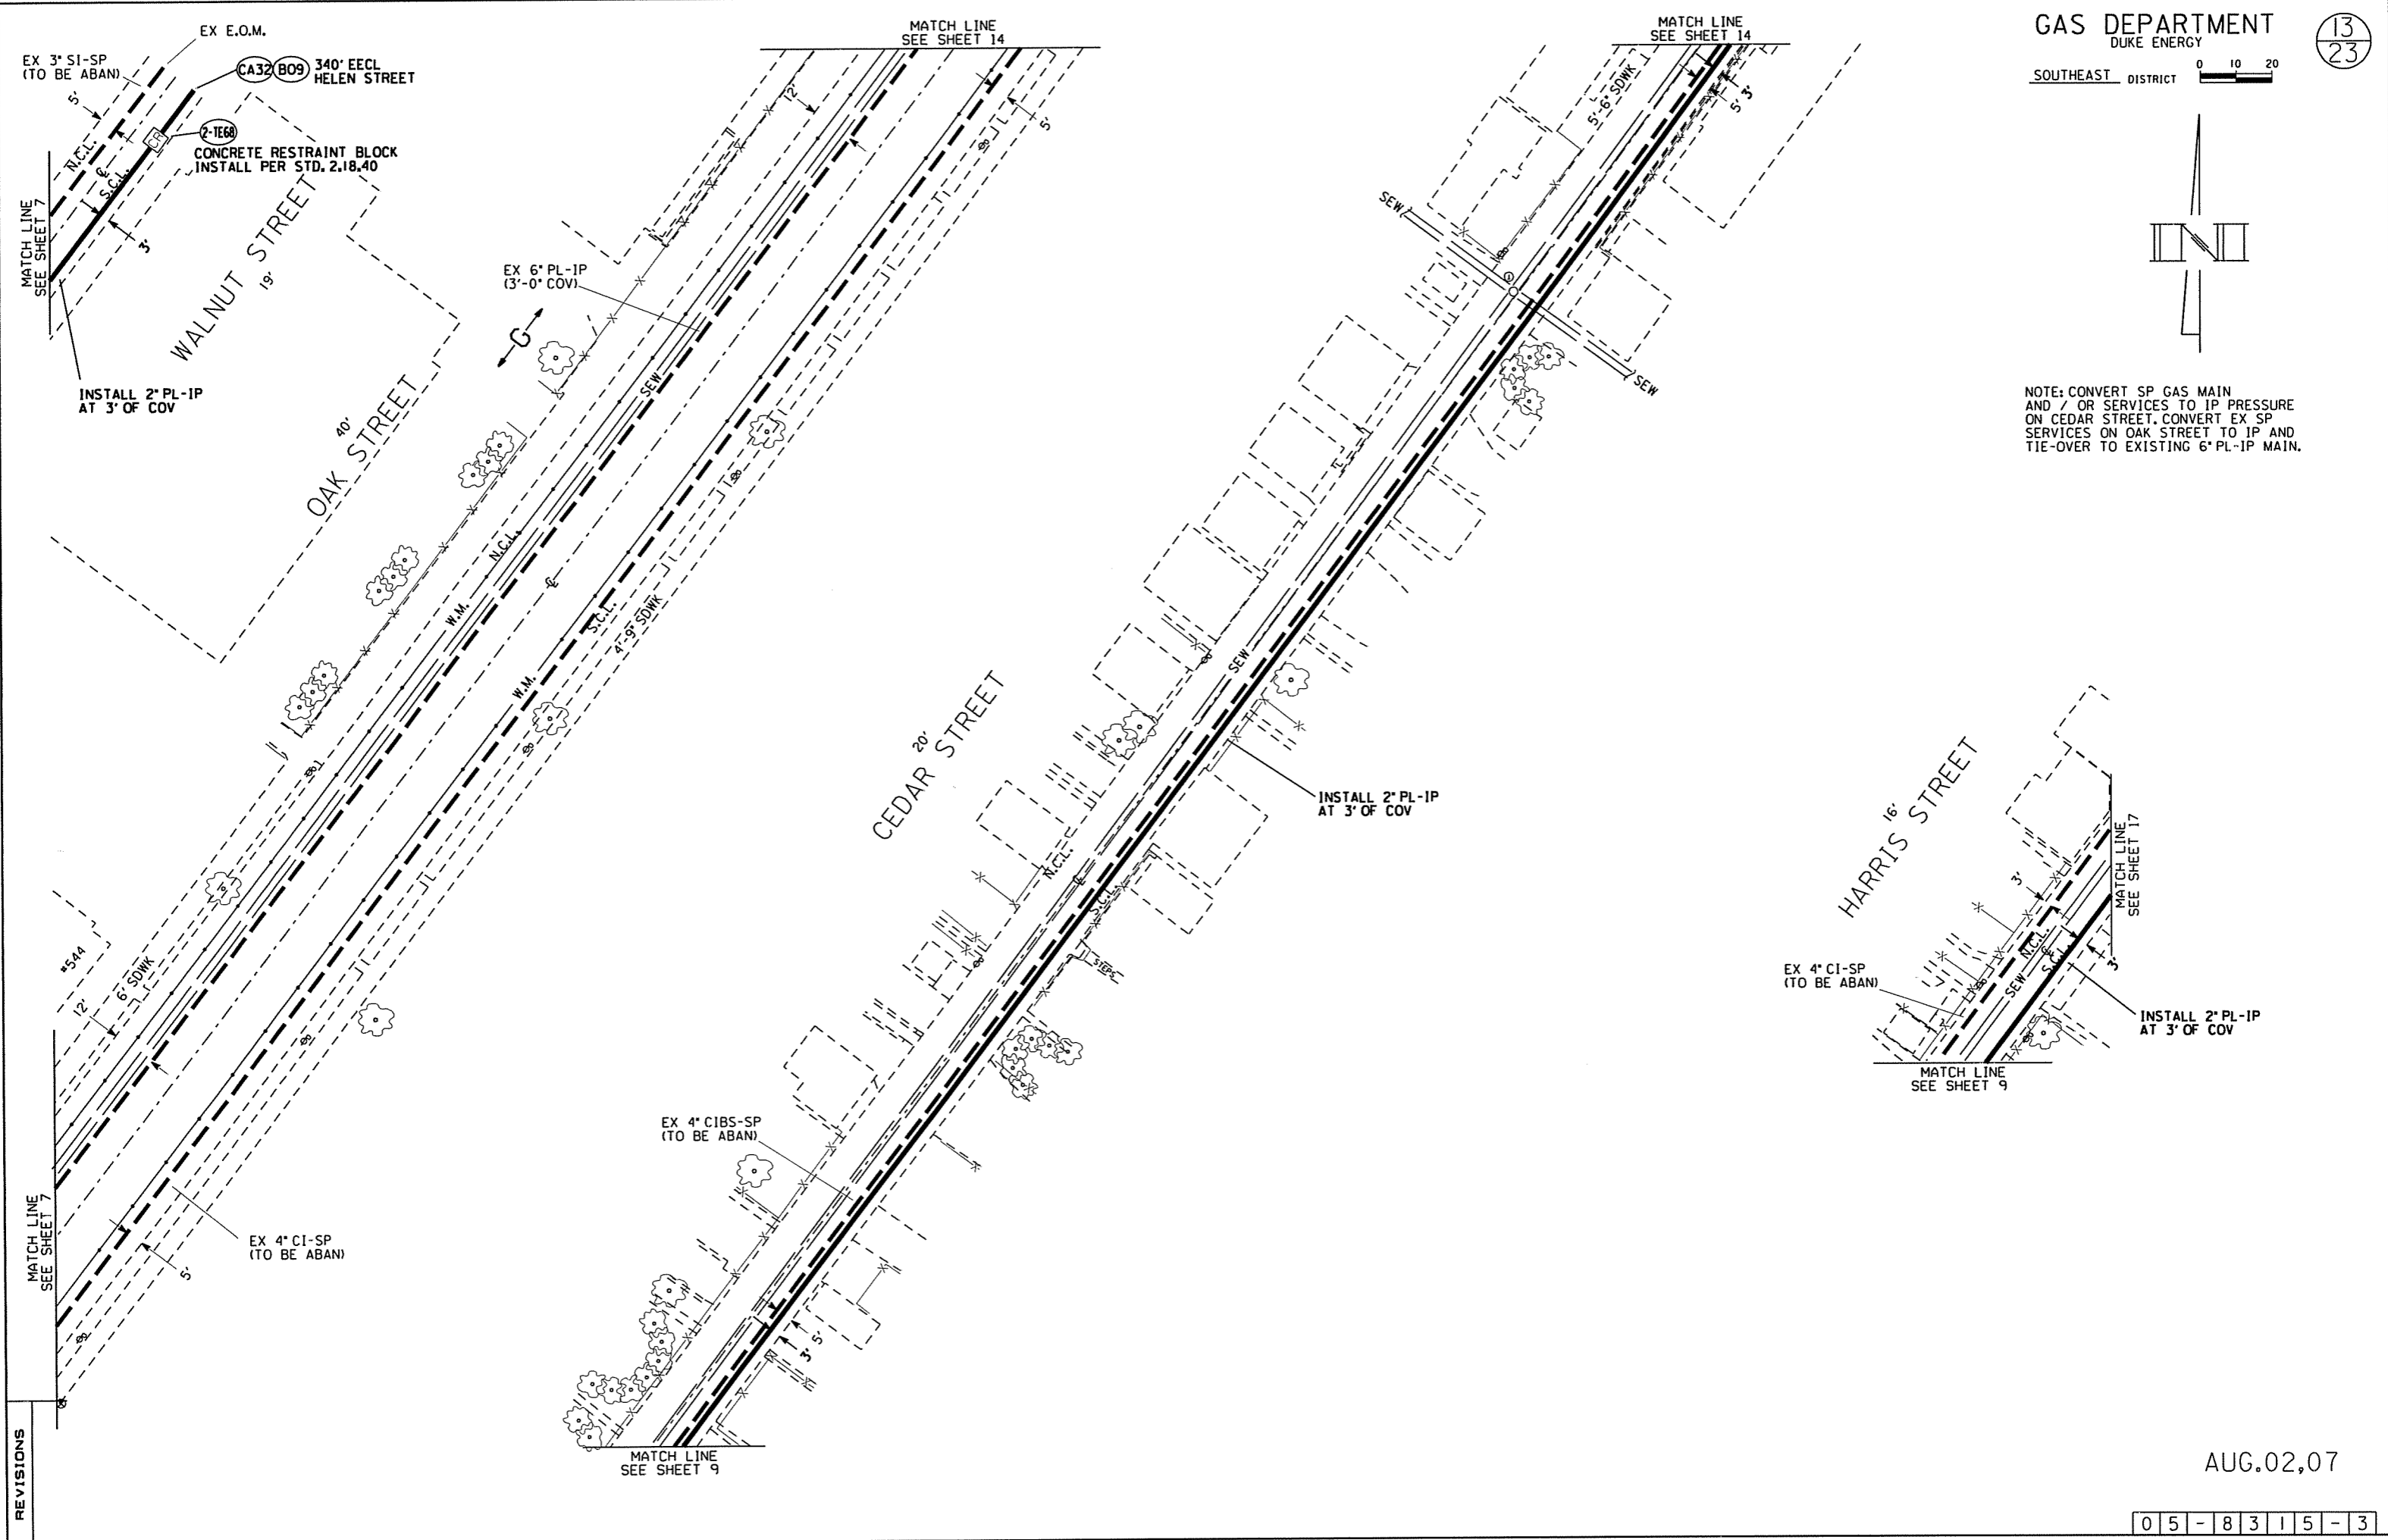 GAS DEPARTMENT
DUKE ENERGY
SOUTHEAST DISTRICT
0 10 20
13
23
N
NOTE: CONVERT SP GAS MAIN
AND / OR SERVICES TO IP PRESSURE
ON CEDAR STREET. CONVERT EX SP
SERVICES ON OAK STREET TO IP AND
TIE-OVER TO EXISTING 6" PL-IP MAIN.
EX E.O.M.
EX 3" SI-SP
(TO BE ABAN)
CA32 B09
340' EECL
HELEN STREET
5'
2-TE68
CR
CONCRETE RESTRAINT BLOCK
INSTALL PER STD. 2.18.40
N.C.L.
S.C.L.
3'
MATCH LINE
SEE SHEET 7
WALNUT STREET
19'
INSTALL 2" PL-IP
AT 3' OF COV
MATCH LINE
SEE SHEET 14
12'
5'
EX 6" PL-IP
(3'-0" COV)
G
SEW
OAK STREET
40'
N.C.L.
W.M.
S.C.L.
4'-9" SDWK
W.M.
#544
6' SDWK
12'
MATCH LINE
SEE SHEET 7
EX 4" CI-SP
(TO BE ABAN)
5'
MATCH LINE
SEE SHEET 14
5'-6" SDWK
5' 3'
SEW
SEW
SEW
CEDAR STREET
20'
INSTALL 2" PL-IP
AT 3' OF COV
N.C.L.
S.C.L.
STEPS
EX 4" CIBS-SP
(TO BE ABAN)
3' 5'
MATCH LINE
SEE SHEET 9
HARRIS STREET
16'
MATCH LINE
SEE SHEET 17
3'
N.C.L.
S.C.L.
SEW
3'
EX 4" CI-SP
(TO BE ABAN)
INSTALL 2" PL-IP
AT 3' OF COV
MATCH LINE
SEE SHEET 9
REVISIONS
AUG.02,07
05-8315-3